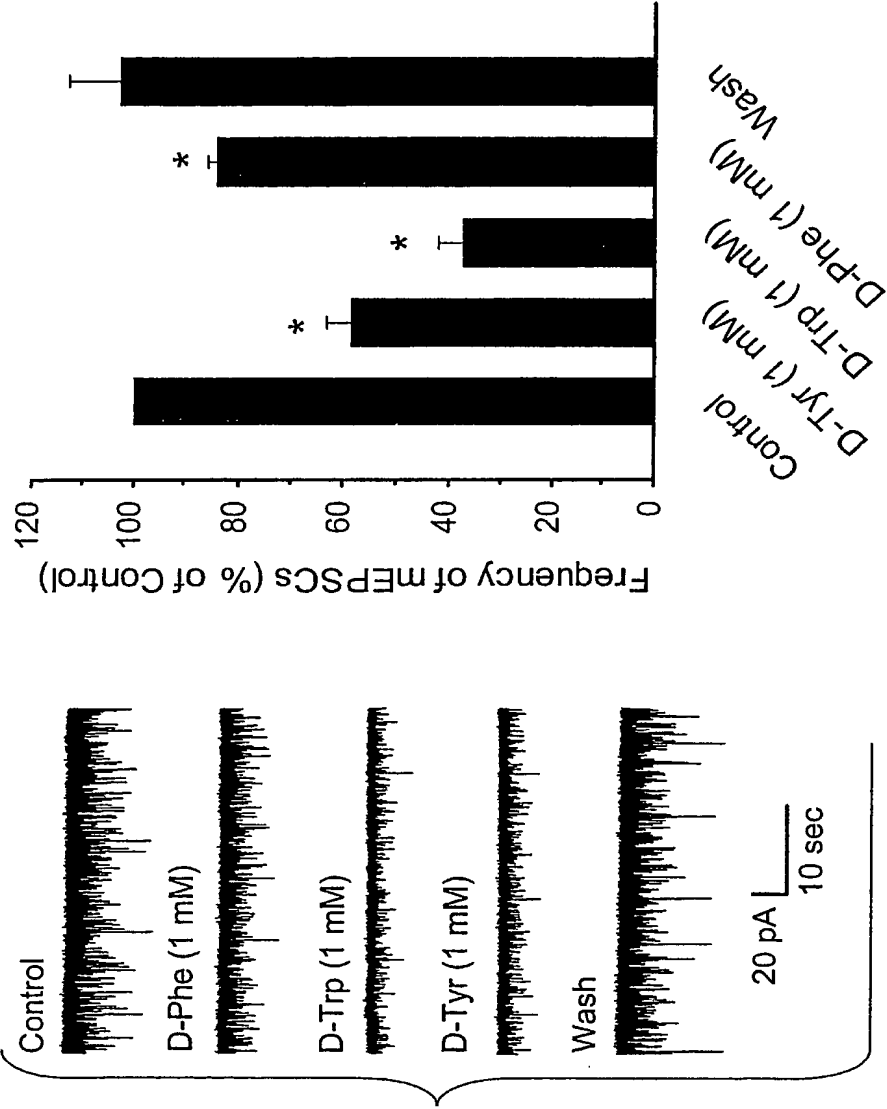 Control
D-Phe (1 mM)
D-Trp (1 mM)
D-Tyr (1 mM)
Wash
20 pA
10 sec
Frequency of mEPSCs (% of Control)
120
100
80
60
40
20
0
*
*
*
Control
D-Tyr (1 mM)
D-Trp (1 mM)
D-Phe (1 mM)
Wash